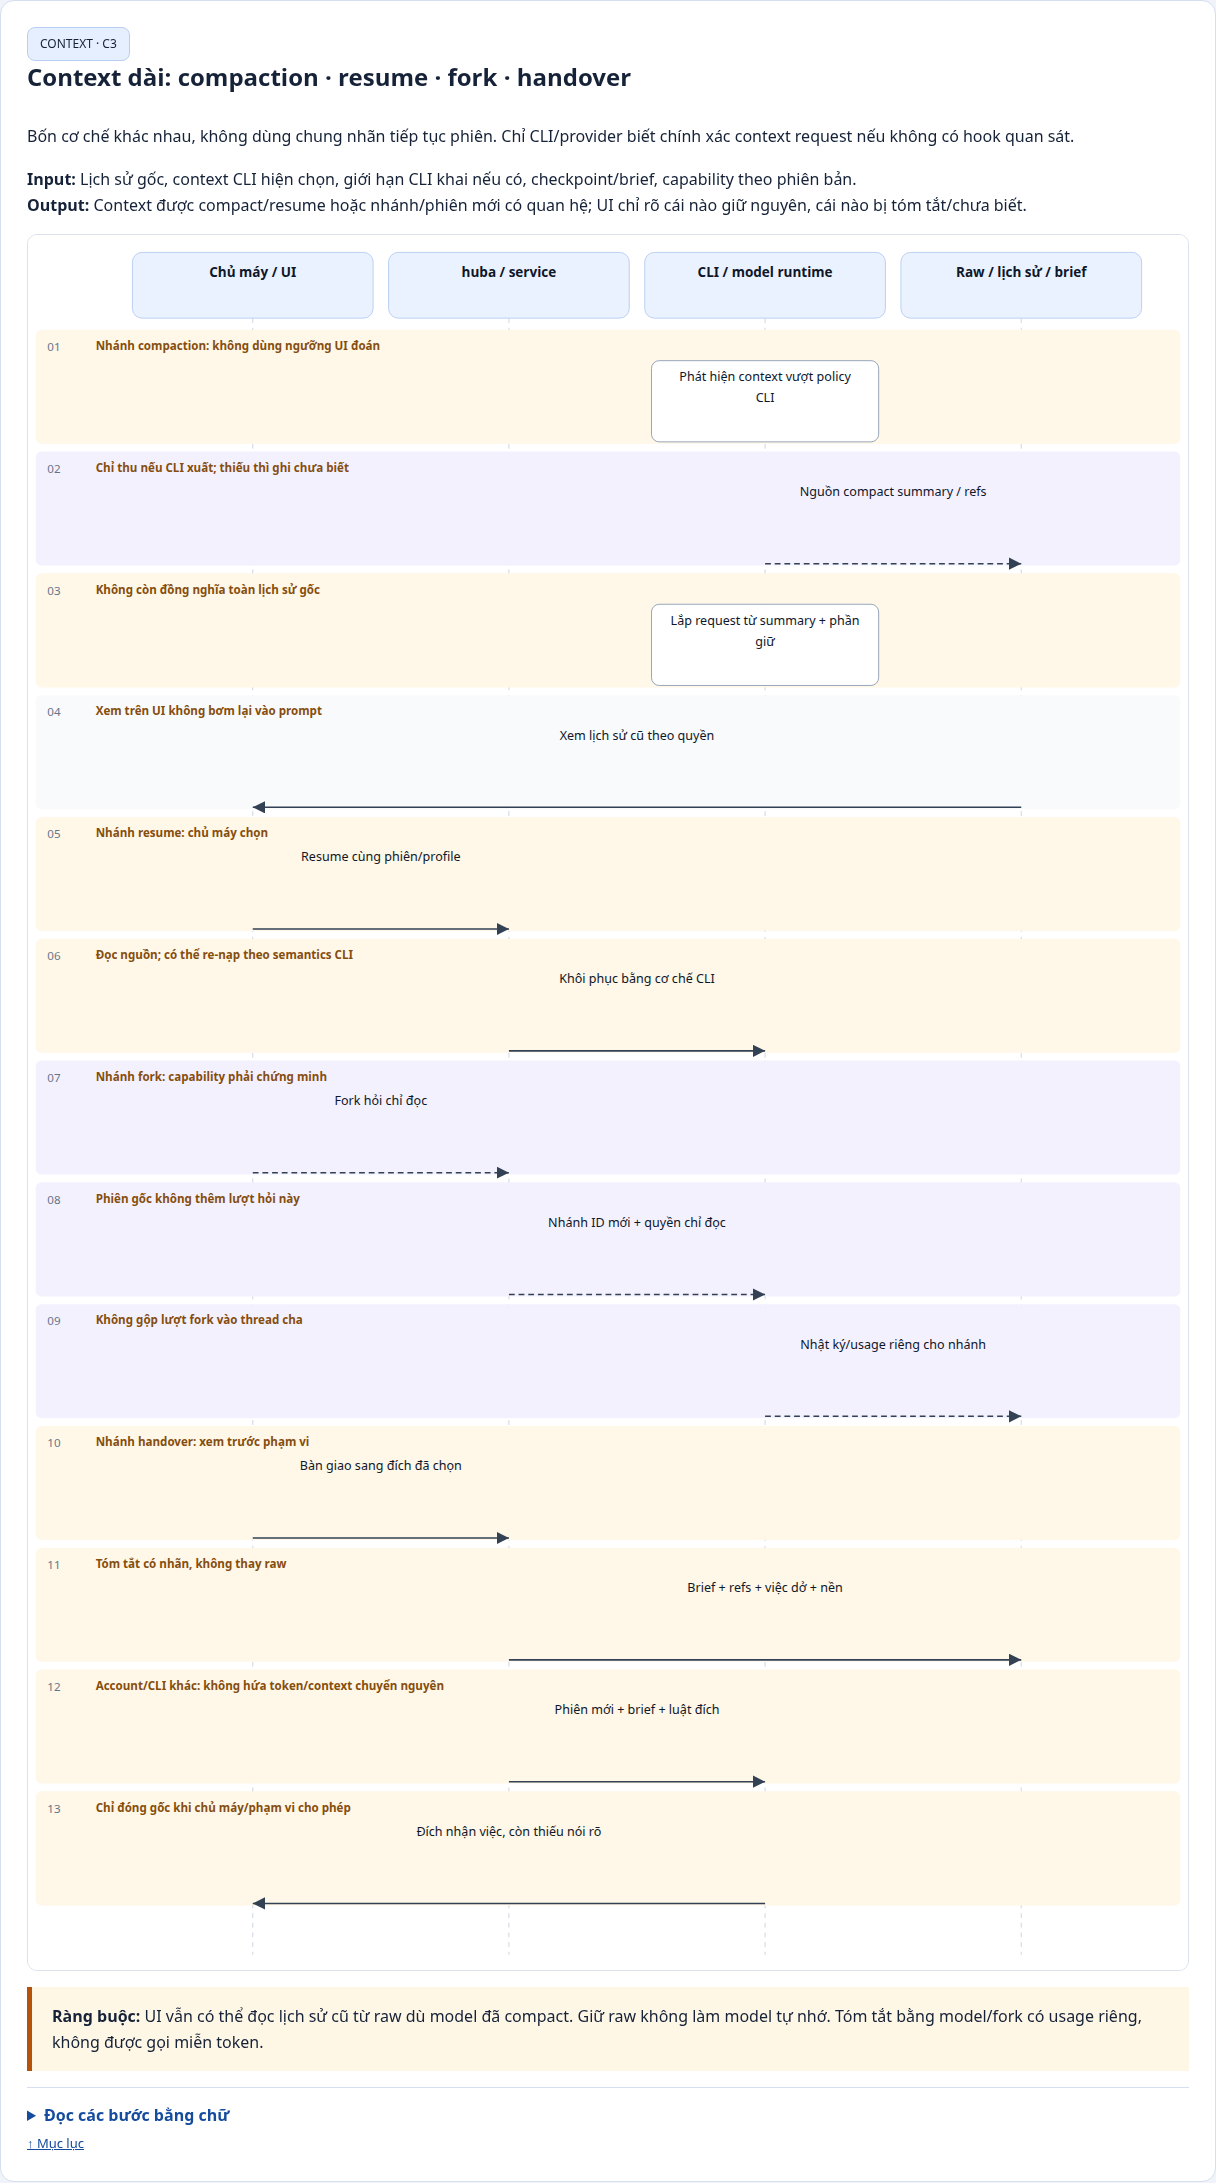 CONTEXT · C3
Context dài: compaction · resume · fork · handover
Bốn cơ chế khác nhau, không dùng chung nhãn tiếp tục phiên. Chỉ CLI/provider biết chính xác context request nếu không có hook quan sát.
Input: Lịch sử gốc, context CLI hiện chọn, giới hạn CLI khai nếu có, checkpoint/brief, capability theo phiên bản.
Output: Context được compact/resume hoặc nhánh/phiên mới có quan hệ; UI chỉ rõ cái nào giữ nguyên, cái nào bị tóm tắt/chưa biết.
Chủ máy / UI
huba / service
CLI / model runtime
Raw / lịch sử / brief
01
Nhánh compaction: không dùng ngưỡng UI đoán
Phát hiện context vượt policy
CLI
02
Chỉ thu nếu CLI xuất; thiếu thì ghi chưa biết
Nguồn compact summary / refs
03
Không còn đồng nghĩa toàn lịch sử gốc
Lắp request từ summary + phần
giữ
04
Xem trên UI không bơm lại vào prompt
Xem lịch sử cũ theo quyền
05
Nhánh resume: chủ máy chọn
Resume cùng phiên/profile
06
Đọc nguồn; có thể re-nạp theo semantics CLI
Khôi phục bằng cơ chế CLI
07
Nhánh fork: capability phải chứng minh
Fork hỏi chỉ đọc
08
Phiên gốc không thêm lượt hỏi này
Nhánh ID mới + quyền chỉ đọc
09
Không gộp lượt fork vào thread cha
Nhật ký/usage riêng cho nhánh
10
Nhánh handover: xem trước phạm vi
Bàn giao sang đích đã chọn
11
Tóm tắt có nhãn, không thay raw
Brief + refs + việc dở + nền
12
Account/CLI khác: không hứa token/context chuyển nguyên
Phiên mới + brief + luật đích
13
Chỉ đóng gốc khi chủ máy/phạm vi cho phép
Đích nhận việc, còn thiếu nói rõ
Ràng buộc: UI vẫn có thể đọc lịch sử cũ từ raw dù model đã compact. Giữ raw không làm model tự nhớ. Tóm tắt bằng model/fork có usage riêng,
không được gọi miễn token.
▶ Đọc các bước bằng chữ
↑ Mục lục